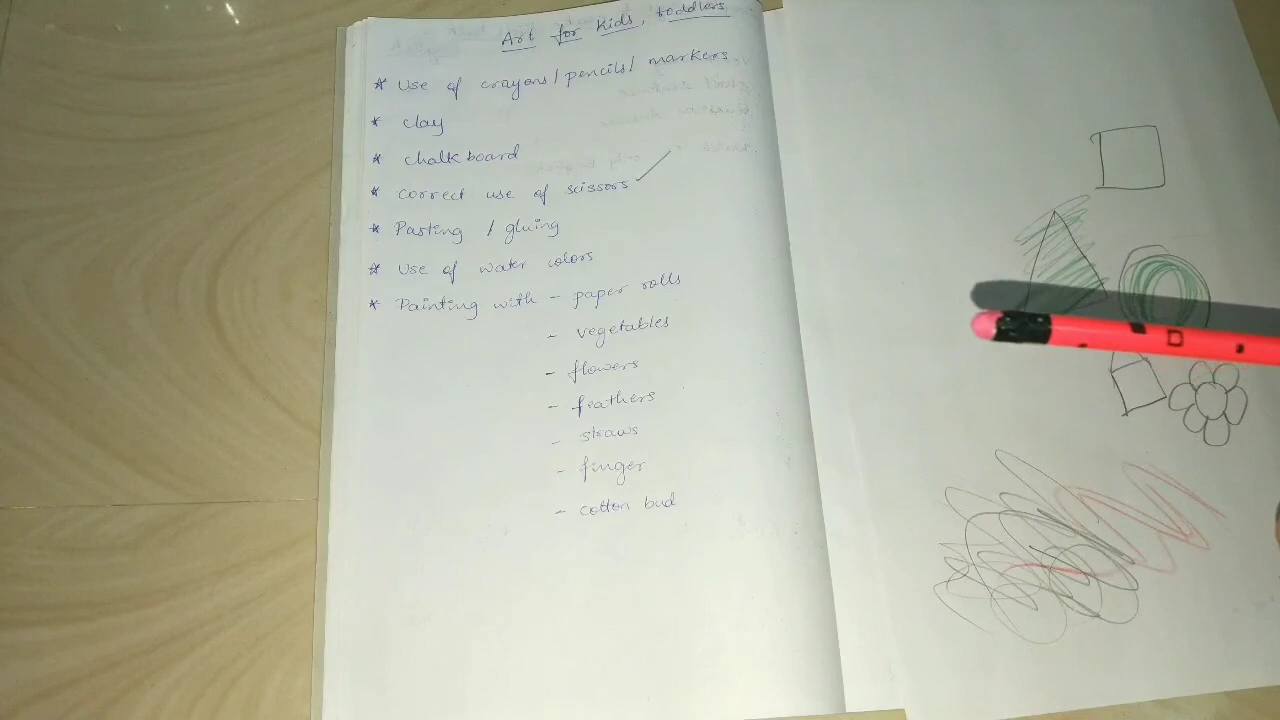 Art for Kids, toddlers
* Use of crayons/pencils/ markers
* clay
* chalk board
* correct use of scissors ✓
* Pasting / gluing
* Use of water colors
* Painting with - paper rolls
- vegetables
- flowers
- feathers
- straws
- finger
- cotton bud